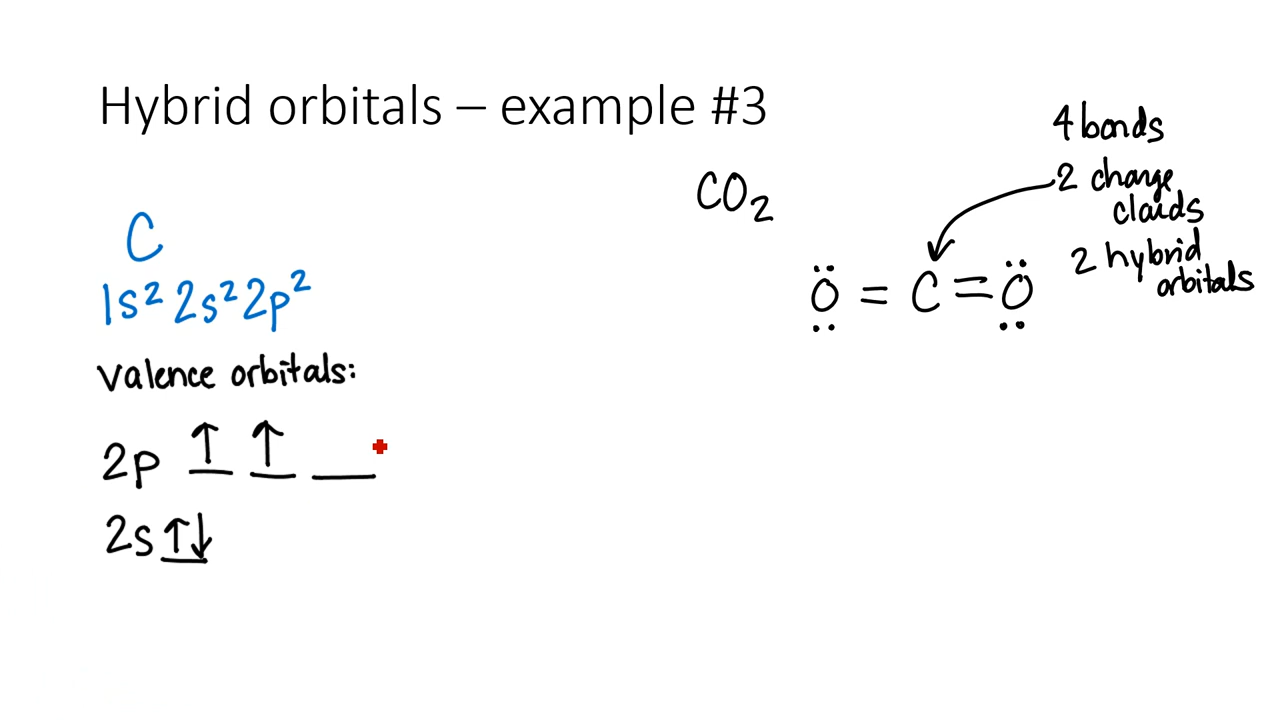 Hybrid orbitals – example #3
4 bonds
2 charge
clouds
2 hybrid
orbitals
CO₂
Ö = C = Ö
C
1s² 2s² 2p²
valence orbitals:
2p ↑ ↑
2s ↑↓